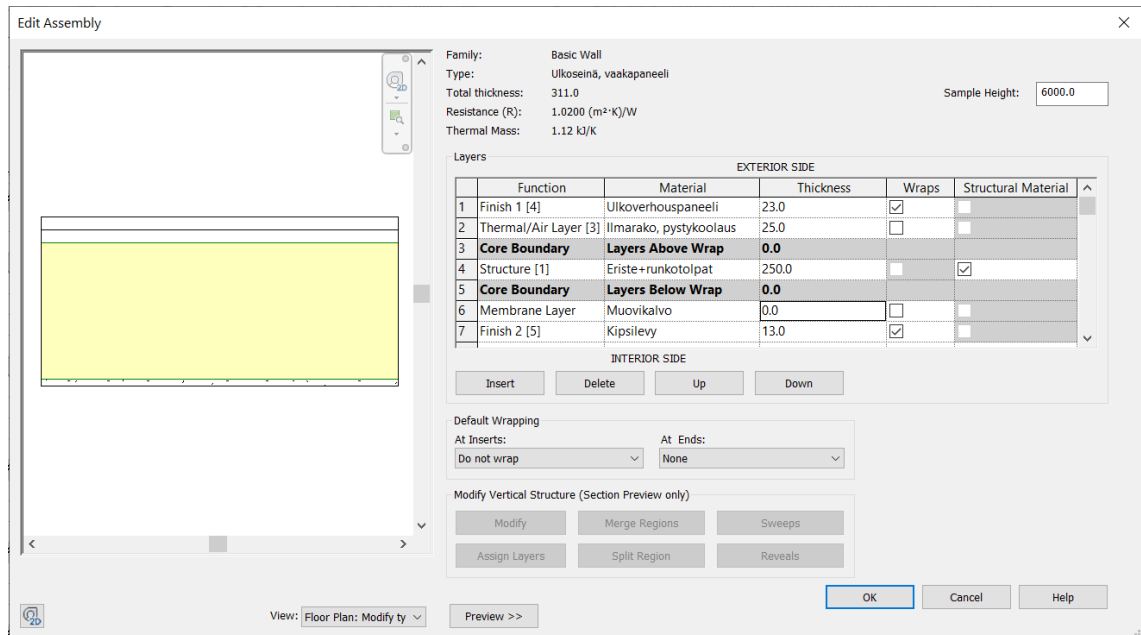 Edit Assembly
2D
Family: Basic Wall
Type: Ulkoseinä, vaakapaneeli
Total thickness: 311.0
Sample Height: 6000.0
Resistance (R): 1.0200 (m²·K)/W
Thermal Mass: 1.12 kJ/K
Layers
EXTERIOR SIDE
Function Material Thickness Wraps Structural Material
1 Finish 1 [4] Ulkoverhouspaneeli 23.0
2 Thermal/Air Layer [3] Ilmarako, pystykoolaus 25.0
3 Core Boundary Layers Above Wrap 0.0
4 Structure [1] Eriste+runkotolpat 250.0
5 Core Boundary Layers Below Wrap 0.0
6 Membrane Layer Muovikalvo 0.0
7 Finish 2 [5] Kipsilevy 13.0
INTERIOR SIDE
Insert Delete Up Down
Default Wrapping
At Inserts: At Ends:
Do not wrap None
Modify Vertical Structure (Section Preview only)
Modify Merge Regions Sweeps
Assign Layers Split Region Reveals
OK Cancel Help
2D
View: Floor Plan: Modify ty Preview >>